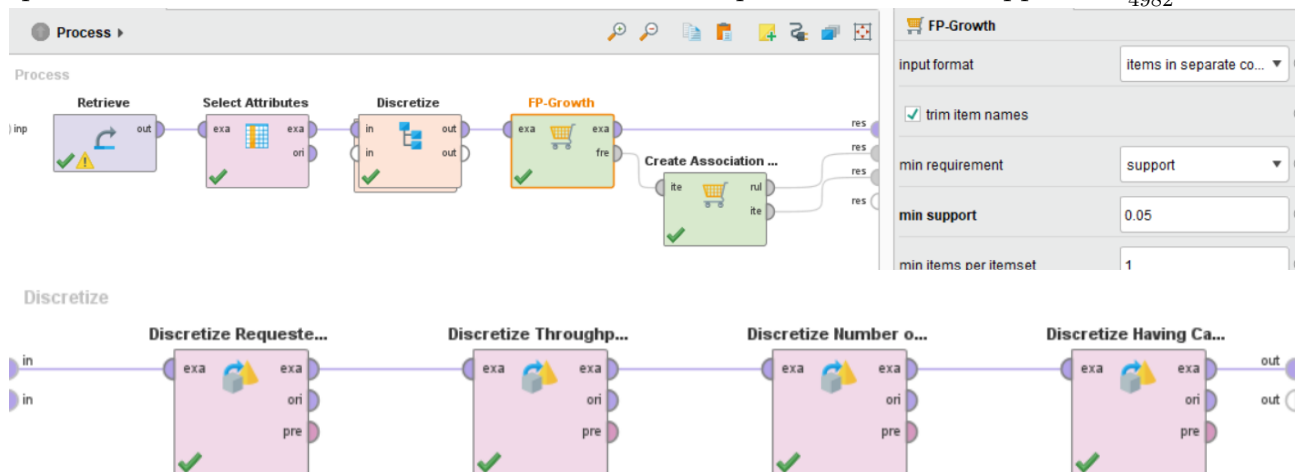 4982
Process
FP-Growth
Process
input format
items in separate co...
Retrieve
Select Attributes
Discretize
FP-Growth
inp
out
exa
exa
in
out
exa
exa
res
trim item names
ori
in
out
fre
res
Create Association ...
res
min requirement
support
ite
rul
res
ite
min support
0.05
min items per itemset
1
Discretize
Discretize Requeste...
Discretize Throughp...
Discretize Number o...
Discretize Having Ca...
in
exa
exa
exa
exa
exa
exa
exa
exa
out
in
ori
ori
ori
ori
out
pre
pre
pre
pre